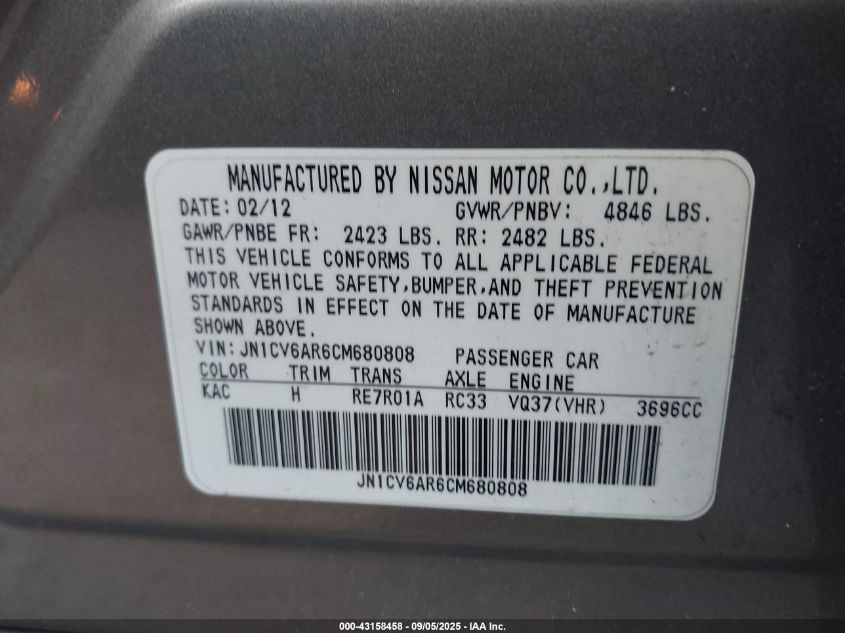 MANUFACTURED BY NISSAN MOTOR CO.,LTD.
DATE: 02/12 GVWR/PNBV: 4846 LBS.
GAWR/PNBE FR: 2423 LBS. RR: 2482 LBS.
THIS VEHICLE CONFORMS TO ALL APPLICABLE FEDERAL
MOTOR VEHICLE SAFETY,BUMPER,AND THEFT PREVENTION
STANDARDS IN EFFECT ON THE DATE OF MANUFACTURE
SHOWN ABOVE.
VIN: JN1CV6AR6CM680808 PASSENGER CAR
COLOR TRIM TRANS AXLE ENGINE
KAC H RE7R01A RC33 VQ37(VHR) 3696CC
JN1CV6AR6CM680808
000-43158458 - 09/05/2025 - IAA Inc.